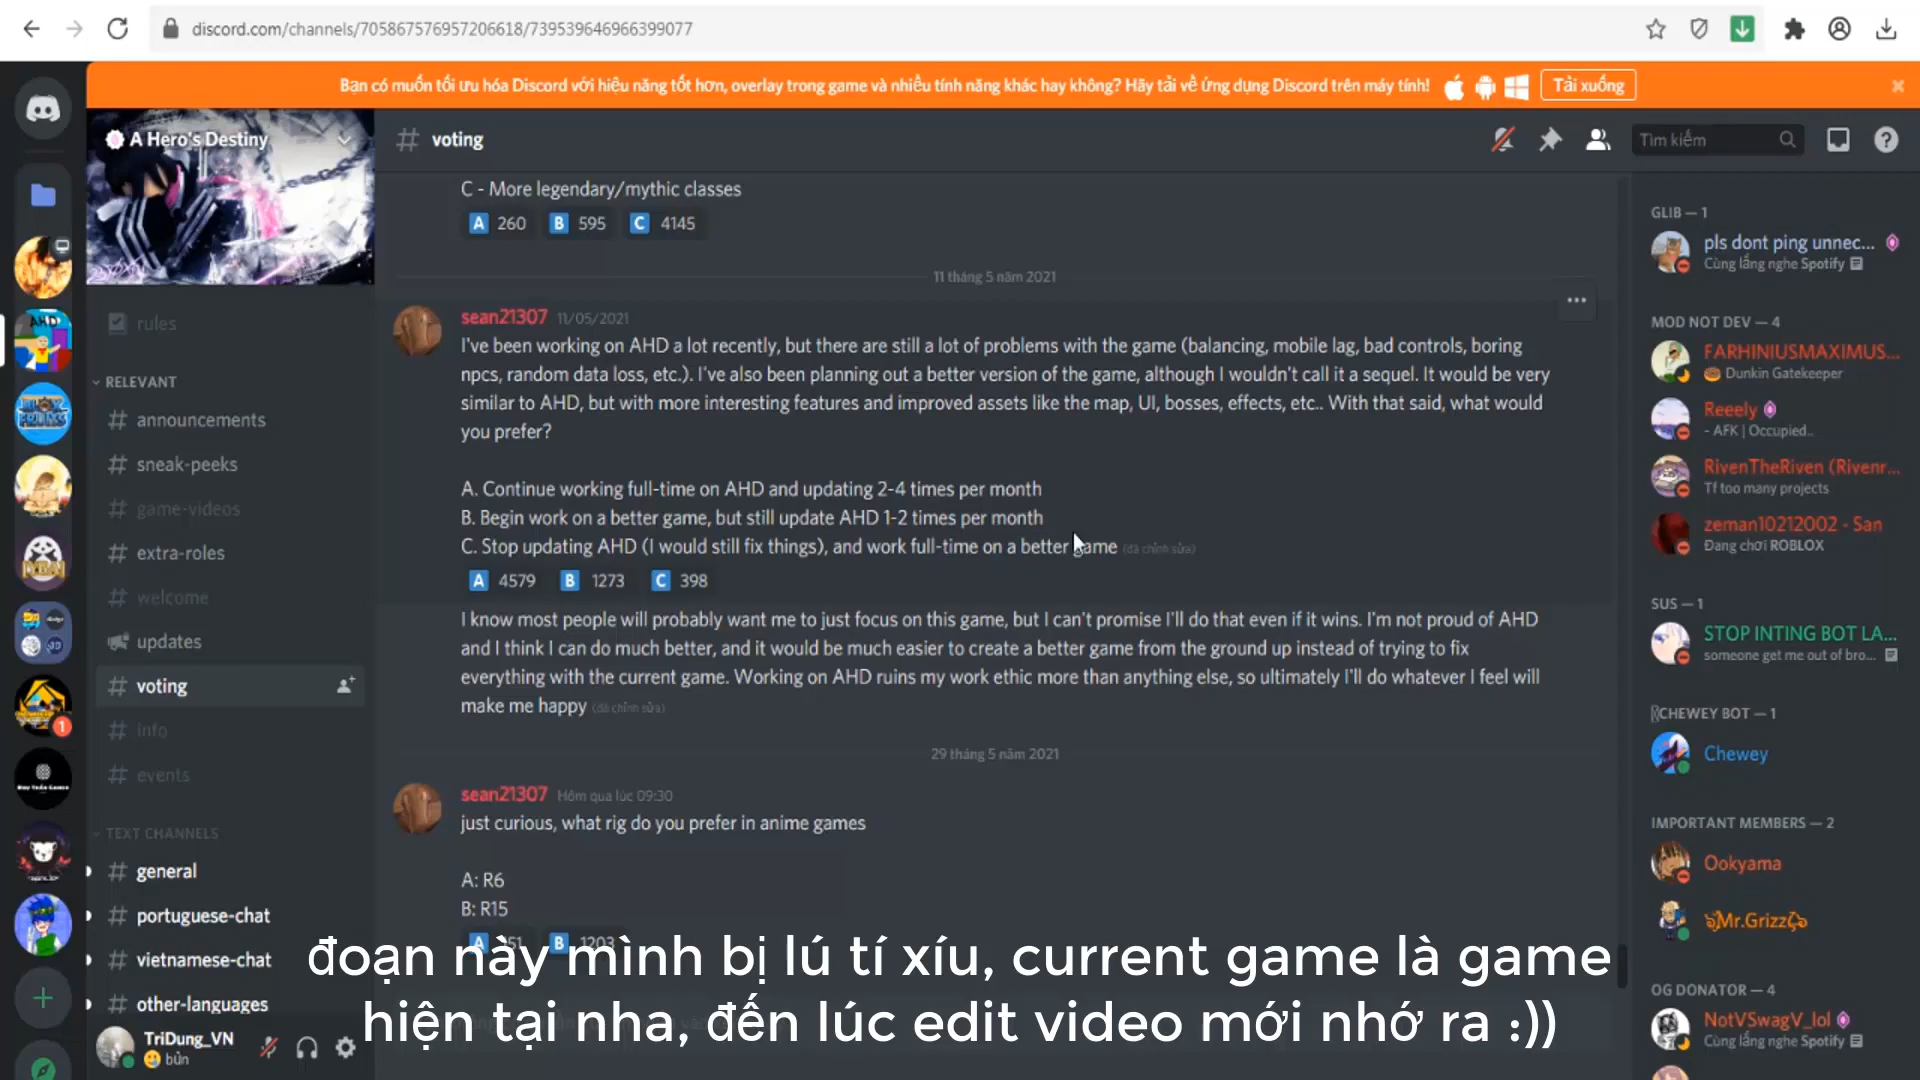 discord.com/channels/705867576957206618/739539646966399077
Bạn có muốn tối ưu hóa Discord với hiệu năng tốt hơn, overlay trong game và nhiều tính năng khác hay không? Hãy tải về ứng dụng Discord trên máy tính!
Tải xuống
A Hero's Destiny
rules
RELEVANT
announcements
sneak-peeks
game-videos
extra-roles
welcome
updates
voting
info
events
TEXT CHANNELS
general
portuguese-chat
vietnamese-chat
other-languages
TriDung_VN
bủn
1
# voting
Tìm kiếm
C - More legendary/mythic classes
A 260 B 595 C 4145
11 tháng 5 năm 2021
sean21307 11/05/2021
I've been working on AHD a lot recently, but there are still a lot of problems with the game (balancing, mobile lag, bad controls, boring
npcs, random data loss, etc.). I've also been planning out a better version of the game, although I wouldn't call it a sequel. It would be very
similar to AHD, but with more interesting features and improved assets like the map, UI, bosses, effects, etc.. With that said, what would
you prefer?
A. Continue working full-time on AHD and updating 2-4 times per month
B. Begin work on a better game, but still update AHD 1-2 times per month
C. Stop updating AHD (I would still fix things), and work full-time on a better game (đã chỉnh sửa)
A 4579 B 1273 C 398
I know most people will probably want me to just focus on this game, but I can't promise I'll do that even if it wins. I'm not proud of AHD
and I think I can do much better, and it would be much easier to create a better game from the ground up instead of trying to fix
everything with the current game. Working on AHD ruins my work ethic more than anything else, so ultimately I'll do whatever I feel will
make me happy (đã chỉnh sửa)
29 tháng 5 năm 2021
sean21307 Hôm qua lúc 09:30
just curious, what rig do you prefer in anime games
A: R6
B: R15
A B 1203
đoạn này mình bị lú tí xíu, current game là game
hiện tại nha, đến lúc edit video mới nhớ ra :))
GLIB — 1
pls dont ping unnec...
Cùng lắng nghe Spotify
MOD NOT DEV — 4
FARHINIUSMAXIMUS...
Dunkin Gatekeeper
Reeely
- AFK | Occupied..
RivenTheRiven (Rivenr...
Tf too many projects
zeman10212002 - San
Đang chơi ROBLOX
SUS — 1
STOP INTING BOT LA...
someone get me out of bro...
CHEWEY BOT — 1
Chewey
IMPORTANT MEMBERS — 2
Ookyama
Mr.Grizz
OG DONATOR — 4
NotVSwagV_lol
Cùng lắng nghe Spotify